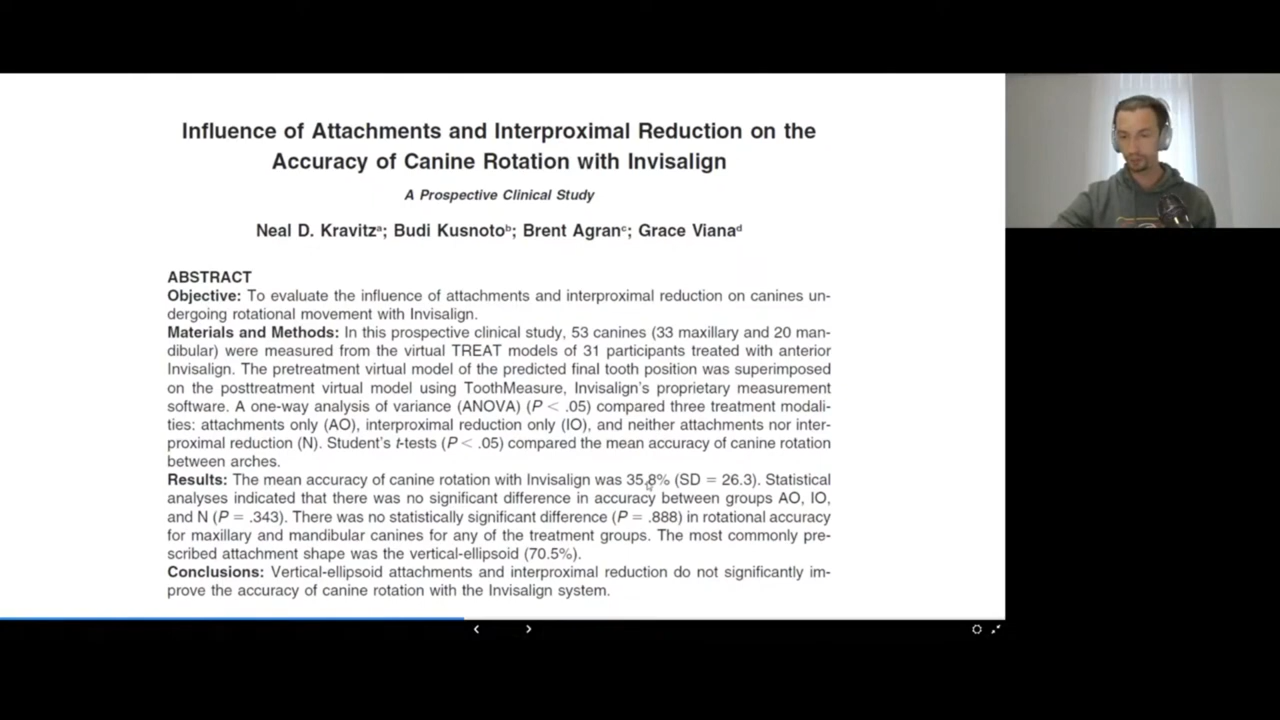 Influence of Attachments and Interproximal Reduction on the
Accuracy of Canine Rotation with Invisalign
A Prospective Clinical Study
Neal D. Kravitzᵃ; Budi Kusnotoᵇ; Brent Agranᶜ; Grace Vianaᵈ
ABSTRACT
Objective: To evaluate the influence of attachments and interproximal reduction on canines un-
dergoing rotational movement with Invisalign.
Materials and Methods: In this prospective clinical study, 53 canines (33 maxillary and 20 man-
dibular) were measured from the virtual TREAT models of 31 participants treated with anterior
Invisalign. The pretreatment virtual model of the predicted final tooth position was superimposed
on the posttreatment virtual model using ToothMeasure, Invisalign's proprietary measurement
software. A one-way analysis of variance (ANOVA) (P < .05) compared three treatment modali-
ties: attachments only (AO), interproximal reduction only (IO), and neither attachments nor inter-
proximal reduction (N). Student's t-tests (P < .05) compared the mean accuracy of canine rotation
between arches.
Results: The mean accuracy of canine rotation with Invisalign was 35.8% (SD = 26.3). Statistical
analyses indicated that there was no significant difference in accuracy between groups AO, IO,
and N (P = .343). There was no statistically significant difference (P = .888) in rotational accuracy
for maxillary and mandibular canines for any of the treatment groups. The most commonly pre-
scribed attachment shape was the vertical-ellipsoid (70.5%).
Conclusions: Vertical-ellipsoid attachments and interproximal reduction do not significantly im-
prove the accuracy of canine rotation with the Invisalign system.